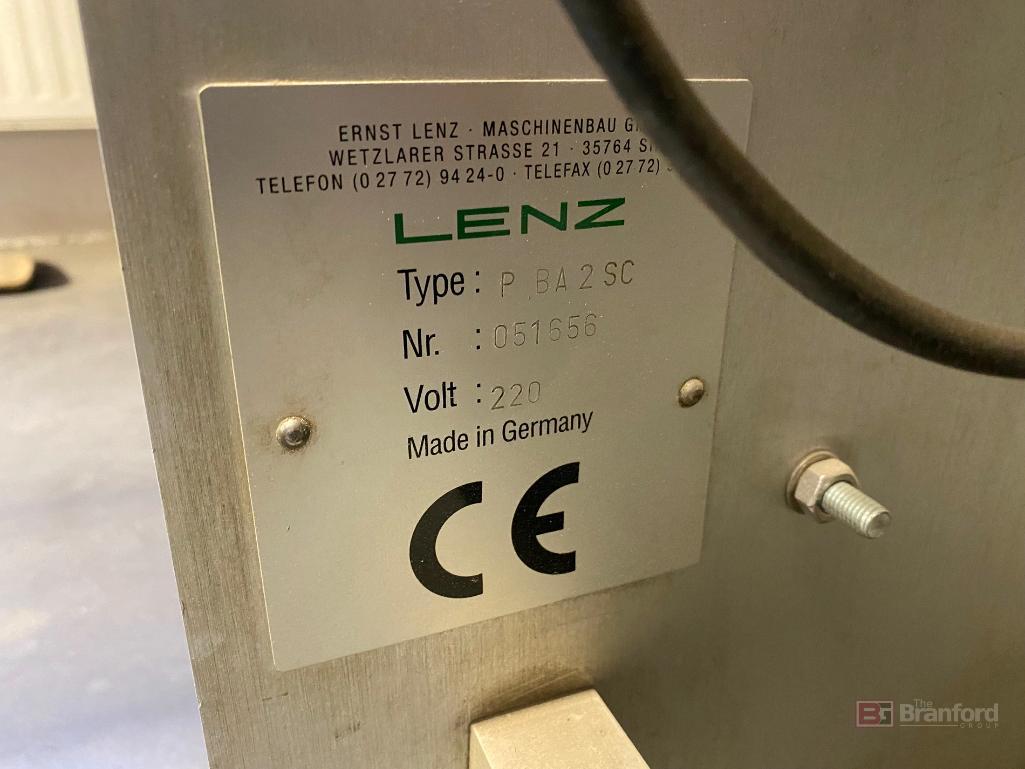 ERNST LENZ · MASCHINENBAU
WETZLARER STRASSE 21 · 35764
TELEFON (0 27 72) 94 24-0 · TELEFAX (0 27 72)
LENZ
Type : P BA 2 SC
Nr. : 051656
Volt : 220
Made in Germany
CE
BG The Branford GROUP